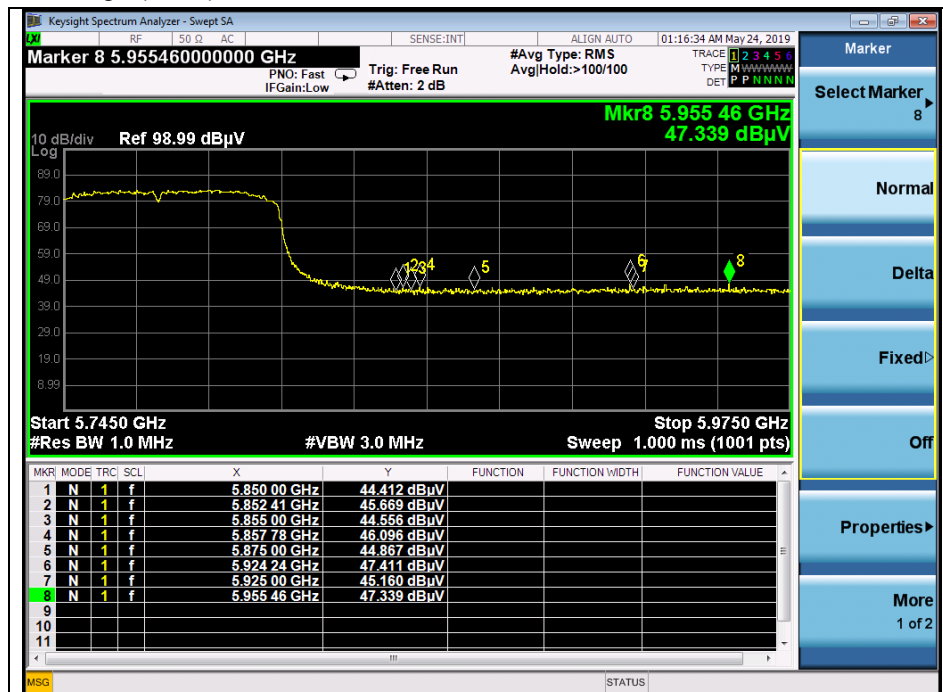 Keysight Spectrum Analyzer - Swept SA
LXI RF 50 Ω AC SENSE:INT ALIGN AUTO 01:16:34 AM May 24, 2019
Marker 8 5.955460000000 GHz
PNO: Fast
IFGain:Low
Trig: Free Run
#Atten: 2 dB
#Avg Type: RMS
Avg|Hold:>100/100
TRACE 1 2 3 4 5 6
TYPE M W W W W W
DET P P N N N N
Mkr8 5.955 46 GHz
47.339 dBµV
10 dB/div Ref 98.99 dBµV
Log
89.0
79.0
69.0
59.0
49.0
39.0
29.0
19.0
8.99
1 2 3 4 5 6 7 8
Start 5.7450 GHz Stop 5.9750 GHz
#Res BW 1.0 MHz #VBW 3.0 MHz Sweep 1.000 ms (1001 pts)
MKR MODE TRC SCL X Y FUNCTION FUNCTION WIDTH FUNCTION VALUE
1 N 1 f 5.850 00 GHz 44.412 dBµV
2 N 1 f 5.852 41 GHz 45.669 dBµV
3 N 1 f 5.855 00 GHz 44.556 dBµV
4 N 1 f 5.857 78 GHz 46.096 dBµV
5 N 1 f 5.875 00 GHz 44.867 dBµV
6 N 1 f 5.924 24 GHz 47.411 dBµV
7 N 1 f 5.925 00 GHz 45.160 dBµV
8 N 1 f 5.955 46 GHz 47.339 dBµV
9
10
11
MSG STATUS
Marker
Select Marker
8
Normal
Delta
Fixed
Off
Properties
More
1 of 2